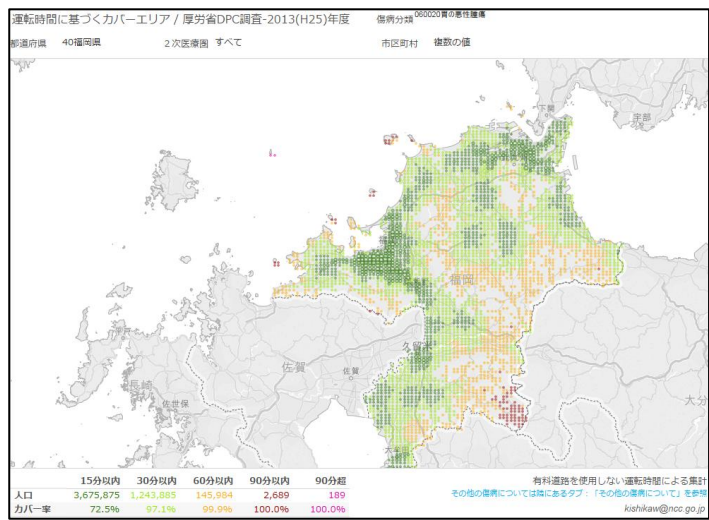 運転時間に基づくカバーエリア / 厚労省DPC調査-2013(H25)年度 傷病分類 060020胃の悪性腫瘍
都道府県 40福岡県 2次医療圏 すべて 市区町村 複数の値
下関
宇部
福岡
久留米
佐賀
佐賀
長崎
佐世保
大分
大牟田
15分以内 30分以内 60分以内 90分以内 90分超
人口 3,675,875 1,243,885 145,984 2,689 189
カバー率 72.5% 97.1% 99.9% 100.0% 100.0%
有料道路を使用しない運転時間による集計
その他の傷病については隣にあるタブ：「その他の傷病について」を参照
kishikaw@ncc.go.jp